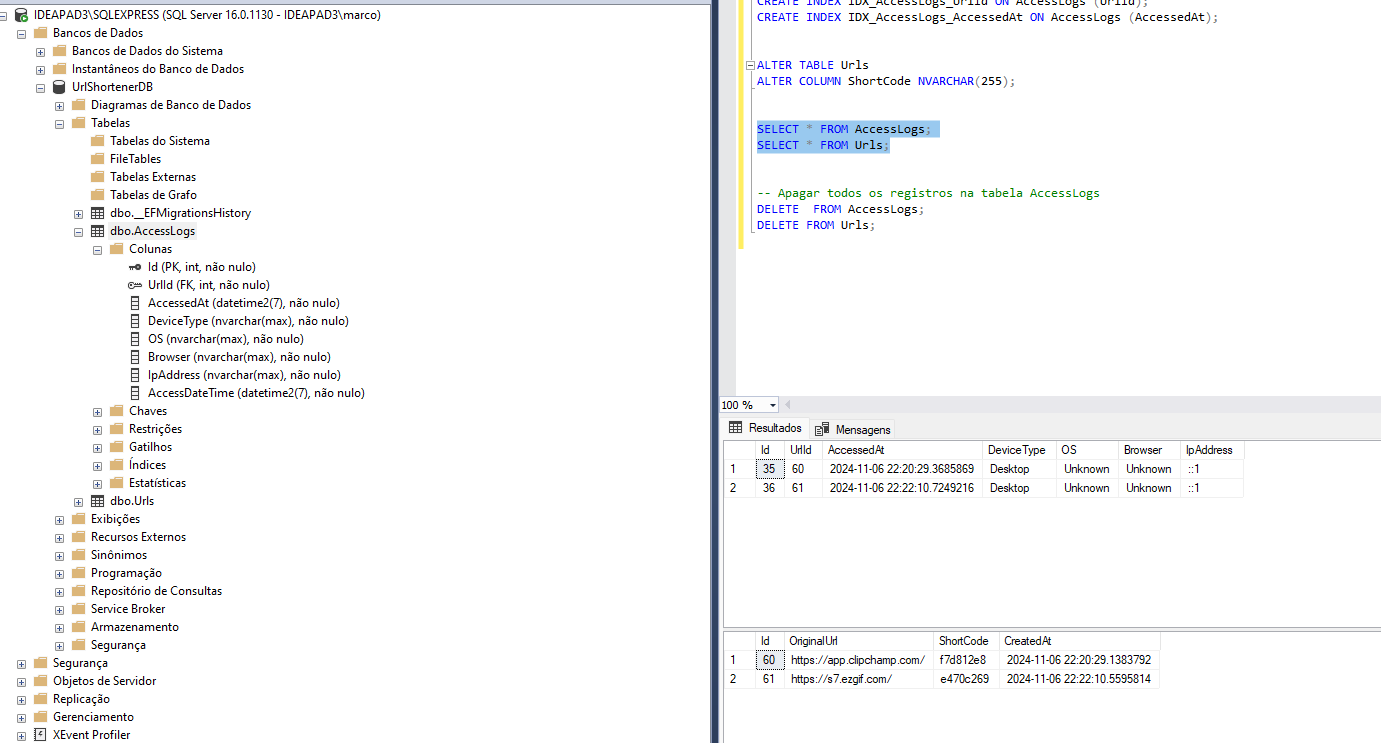 IDEAPAD3\SQLEXPRESS (SQL Server 16.0.1130 - IDEAPAD3\marco)
Bancos de Dados
Bancos de Dados do Sistema
Instantâneos do Banco de Dados
UrlShortenerDB
Diagramas de Banco de Dados
Tabelas
Tabelas do Sistema
FileTables
Tabelas Externas
Tabelas de Grafo
dbo.__EFMigrationsHistory
dbo.AccessLogs
Colunas
Id (PK, int, não nulo)
UrlId (FK, int, não nulo)
AccessedAt (datetime2(7), não nulo)
DeviceType (nvarchar(max), não nulo)
OS (nvarchar(max), não nulo)
Browser (nvarchar(max), não nulo)
IpAddress (nvarchar(max), não nulo)
AccessDateTime (datetime2(7), não nulo)
Chaves
Restrições
Gatilhos
Índices
Estatísticas
dbo.Urls
Exibições
Recursos Externos
Sinônimos
Programação
Repositório de Consultas
Service Broker
Armazenamento
Segurança
Segurança
Objetos de Servidor
Replicação
Gerenciamento
XEvent Profiler
CREATE INDEX IDX_AccessLogs_UrlId ON AccessLogs (UrlId);
CREATE INDEX IDX_AccessLogs_AccessedAt ON AccessLogs (AccessedAt);
ALTER TABLE Urls
ALTER COLUMN ShortCode NVARCHAR(255);
SELECT * FROM AccessLogs;
SELECT * FROM Urls;
-- Apagar todos os registros na tabela AccessLogs
DELETE  FROM AccessLogs;
DELETE FROM Urls;
100 %
Resultados Mensagens
Id UrlId AccessedAt DeviceType OS Browser IpAddress
1 35 60 2024-11-06 22:20:29.3685869 Desktop Unknown Unknown ::1
2 36 61 2024-11-06 22:22:10.7249216 Desktop Unknown Unknown ::1
Id OriginalUrl ShortCode CreatedAt
1 60 https://app.clipchamp.com/ f7d812e8 2024-11-06 22:20:29.1383792
2 61 https://s7.ezgif.com/ e470c269 2024-11-06 22:22:10.5595814